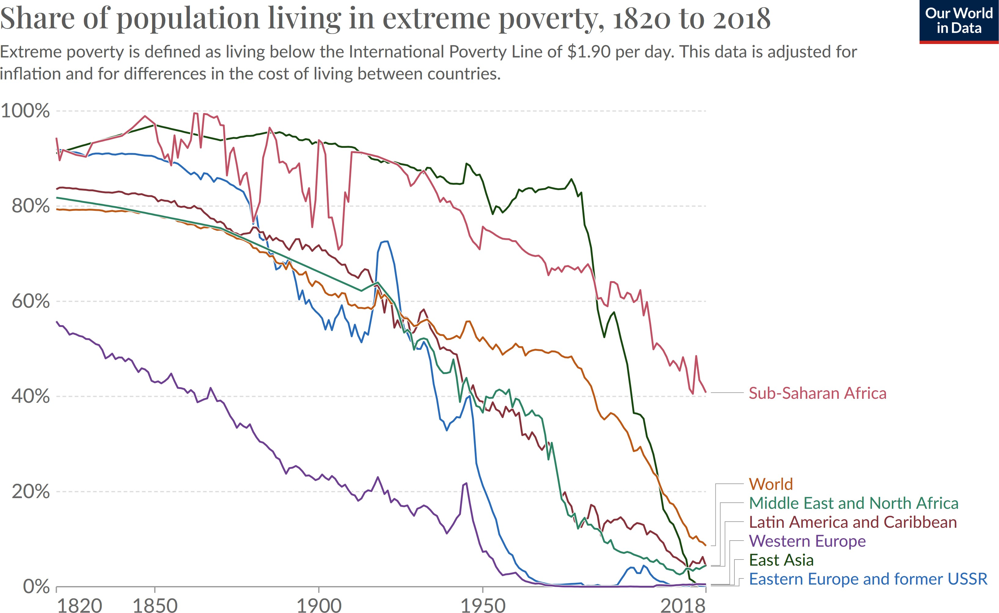 Share of population living in extreme poverty, 1820 to 2018
Our World
in Data
Extreme poverty is defined as living below the International Poverty Line of $1.90 per day. This data is adjusted for
inflation and for differences in the cost of living between countries.
100%
80%
60%
40%
20%
0%
1820
1850
1900
1950
2018
Sub-Saharan Africa
World
Middle East and North Africa
Latin America and Caribbean
Western Europe
East Asia
Eastern Europe and former USSR